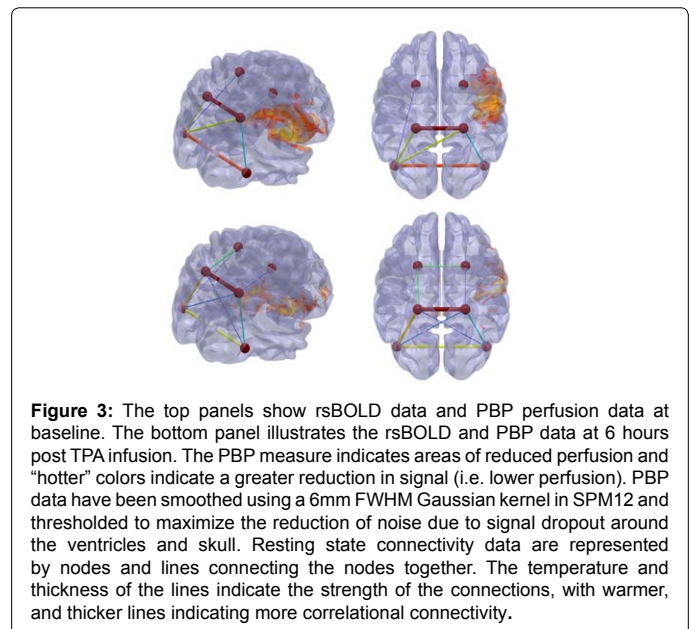 Figure 3: The top panels show rsBOLD data and PBP perfusion data at
baseline. The bottom panel illustrates the rsBOLD and PBP data at 6 hours
post TPA infusion. The PBP measure indicates areas of reduced perfusion and
“hotter” colors indicate a greater reduction in signal (i.e. lower perfusion). PBP
data have been smoothed using a 6mm FWHM Gaussian kernel in SPM12 and
thresholded to maximize the reduction of noise due to signal dropout around
the ventricles and skull. Resting state connectivity data are represented
by nodes and lines connecting the nodes together. The temperature and
thickness of the lines indicate the strength of the connections, with warmer,
and thicker lines indicating more correlational connectivity.